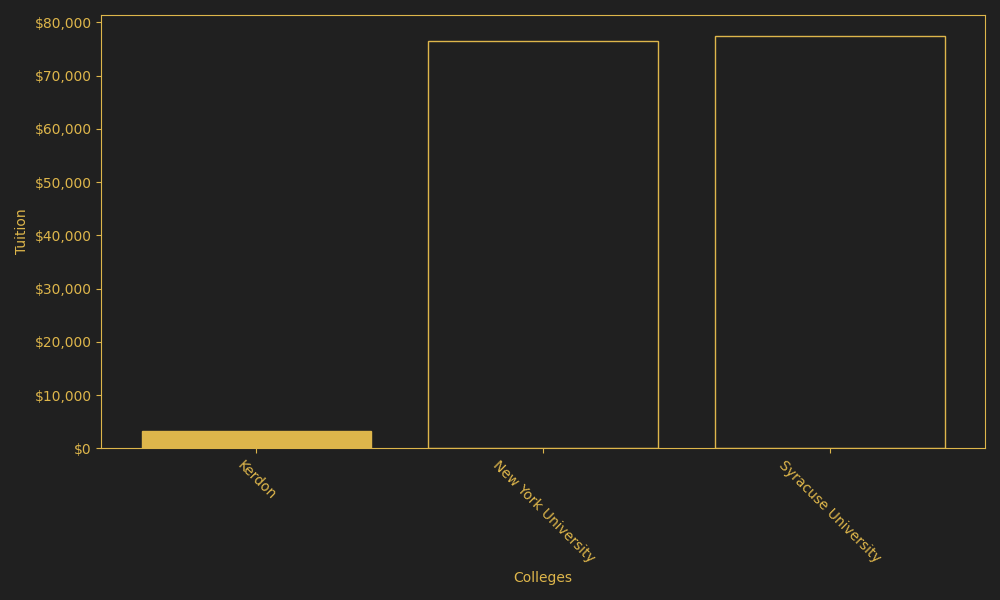 $80,000
$70,000
$60,000
$50,000
$40,000
$30,000
$20,000
$10,000
$0
Tuition
Kerdon
New York University
Syracuse University
Colleges